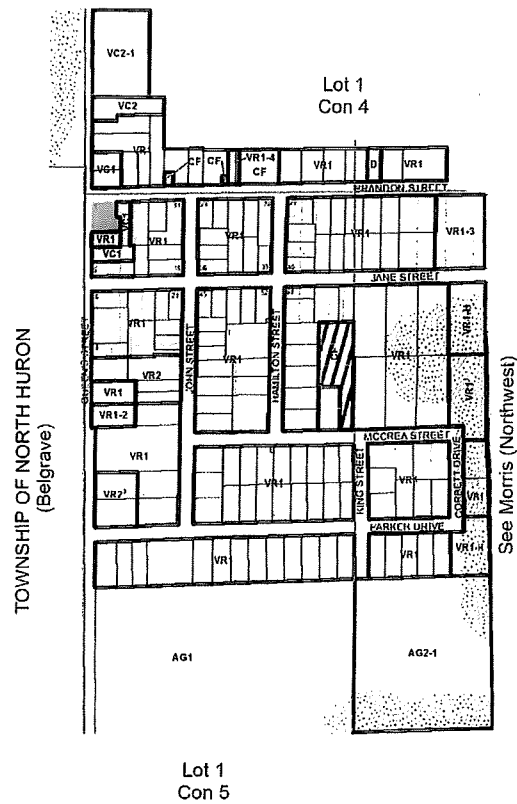 Lot 1
Con 4
VC2-1
VC2
VR1
CF
CF
VR1-4
CF
VR1
D
VR1
BRANDON STREET
VR1
VC1
VR1
VR1
VR1
VR1-3
JANE STREET
VR1
VR2
VR1
VR1-2
VR1
JOHN STREET
VR1
HAMILTON STREET
VR1
VR1-H
VR1
MCCREA STREET
VR1
VR1
KING STREET
VR1
CORBETT DRIVE
VR1
PARKER DRIVE
VR1
VR1
VR1-H
AG1
AG2-1
TOWNSHIP OF NORTH HURON
(Belgrave)
See Morris (Northwest)
Lot 1
Con 5